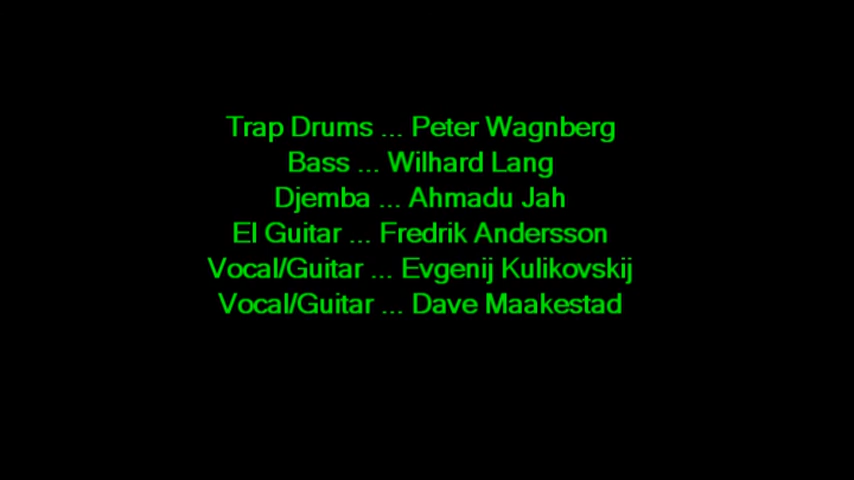 Trap Drums ... Peter Wagnberg
Bass ... Wilhard Lang
Djemba ... Ahmadu Jah
El Guitar ... Fredrik Andersson
Vocal/Guitar ... Evgenij Kulikovskij
Vocal/Guitar ... Dave Maakestad